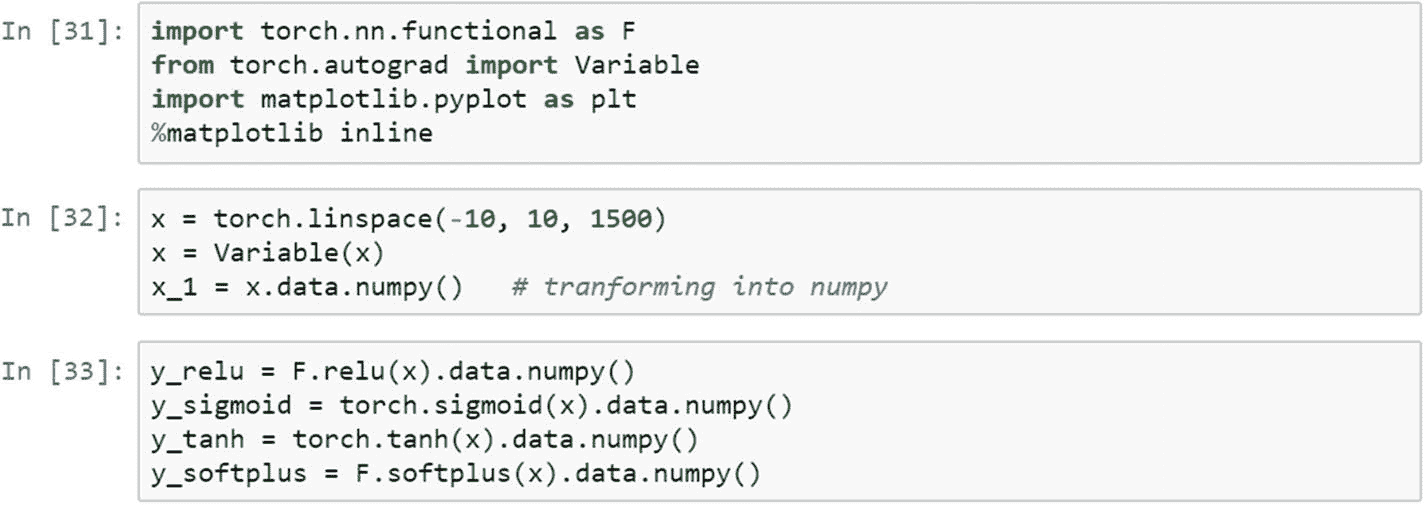 In [31]: import torch.nn.functional as F
from torch.autograd import Variable
import matplotlib.pyplot as plt
%matplotlib inline
In [32]: x = torch.linspace(-10, 10, 1500)
x = Variable(x)
x_1 = x.data.numpy()   # tranforming into numpy
In [33]: y_relu = F.relu(x).data.numpy()
y_sigmoid = torch.sigmoid(x).data.numpy()
y_tanh = torch.tanh(x).data.numpy()
y_softplus = F.softplus(x).data.numpy()